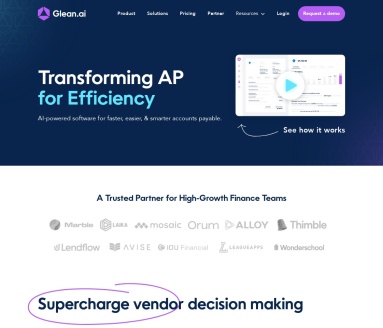 Glean.ai Product Solutions Pricing Partner Resources Login Request a demo
Transforming AP
for Efficiency
AI-powered software for faster, easier, & smarter accounts payable.
See how it works
A Trusted Partner for High-Growth Finance Teams
Marble LAIKA mosaic Orum ALLOY Thimble
Lendflow AVISE IOU Financial LEAGUEAPPS Wonderschool
Supercharge vendor decision making